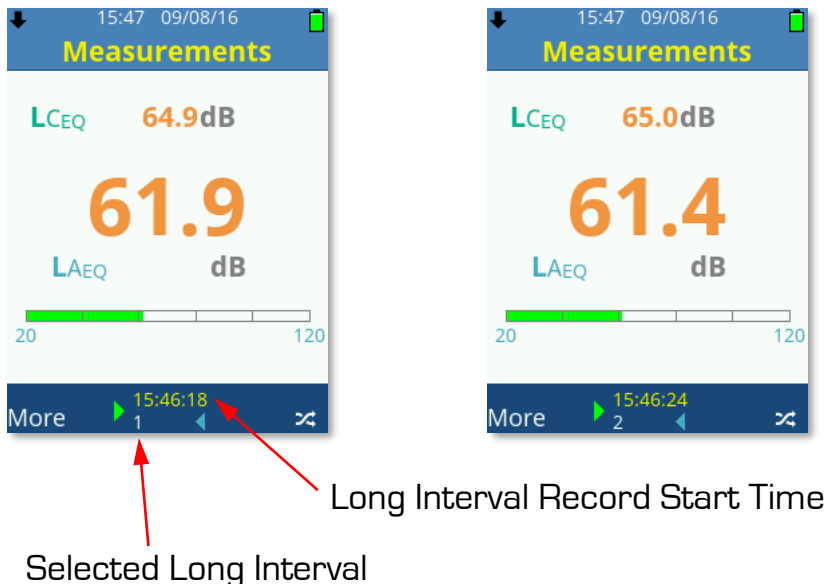 15:47 09/08/16
Measurements
LCEQ 64.9dB
61.9
LAEQ dB
20 120
15:46:18
More 1
15:47 09/08/16
Measurements
LCEQ 65.0dB
61.4
LAEQ dB
20 120
15:46:24
More 2
Long Interval Record Start Time
Selected Long Interval